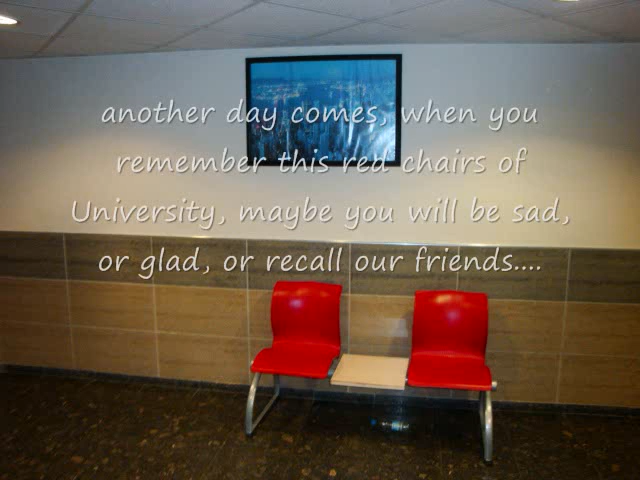 another day comes, when you
remember this red chairs of
University, maybe you will be sad,
or glad, or recall our friends....